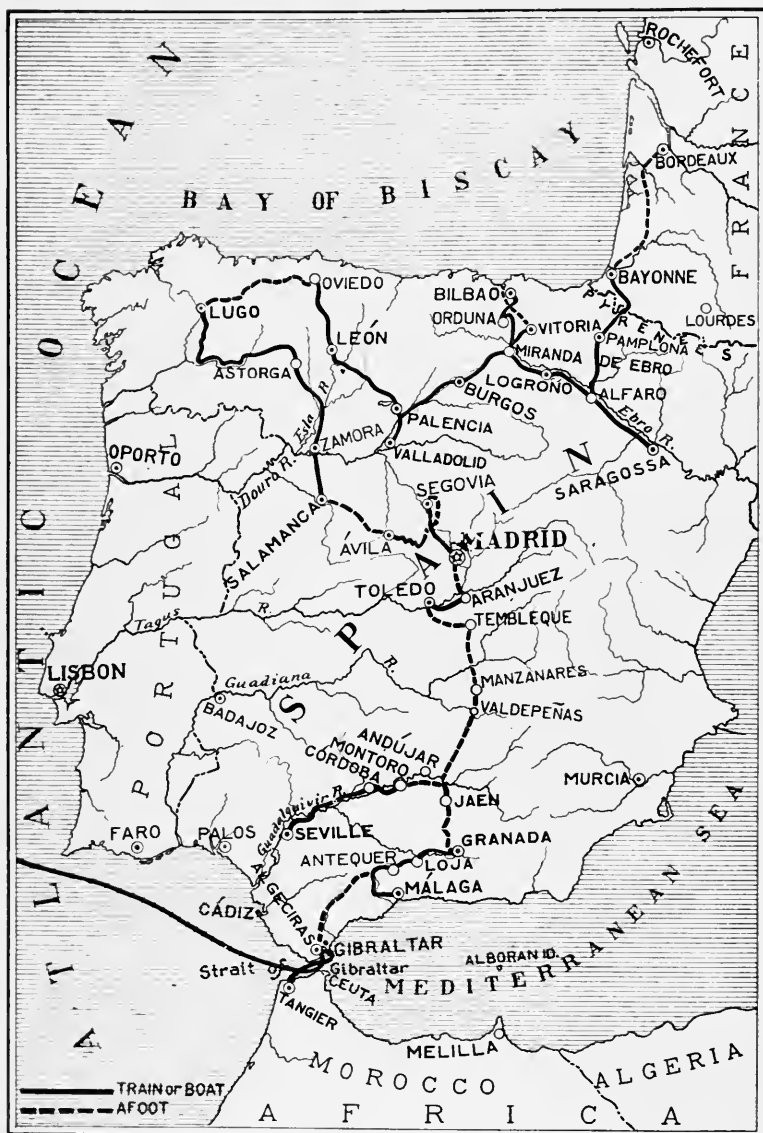 ROCHEFORT
FRANCE
BORDEAUX
ATLANTIC OCEAN
BAY OF BISCAY
BAYONNE
PYRENEES
LOURDES
OVIEDO
BILBAO
ORDUNA
VITORIA
LUGO
LEÓN
MIRANDA DE EBRO
PAMPLONA
ASTORGA
LOGROÑO
ALFARO
BURGOS
Ebro R.
PALENCIA
Esla R.
ZAMORA
OPORTO
VALLADOLID
SARAGOSSA
Douro R.
SEGOVIA
SPAIN
PORTUGAL
SALAMANCA
ÁVILA
MADRID
TOLEDO
ARANJUEZ
Tagus R.
TEMBLEQUE
LISBON
Guadiana R.
MANZANARES
BADAJOZ
VALDEPEÑAS
ANDÚJAR
MONTORO
CÓRDOBA
MURCIA
JAEN
Guadalquivir R.
SEVILLE
FARO
PALOS
GRANADA
ANTEQUER
LOJA
MÁLAGA
CÁDIZ
ALGECIRAS
GIBRALTAR
ALBORAN ID.
MEDITERRANEAN SEA
Strait of Gibraltar
CEUTA
TANGIER
MELILLA
MOROCCO
ALGERIA
TRAIN or BOAT
AFOOT
AFRICA